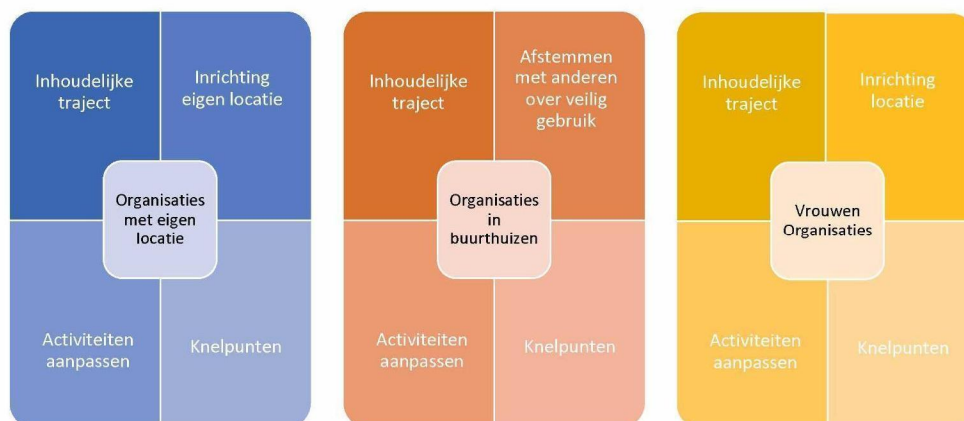 Inhoudelijke
traject
Inrichting
eigen locatie
Organisaties
met eigen
locatie
Activiteiten
aanpassen
Knelpunten
Inhoudelijke
traject
Afstemmen
met anderen
over veilig
gebruik
Organisaties
in
buurthuizen
Activiteiten
aanpassen
Knelpunten
Inhoudelijke
traject
Inrichting
locatie
Vrouwen
Organisaties
Activiteiten
aanpassen
Knelpunten